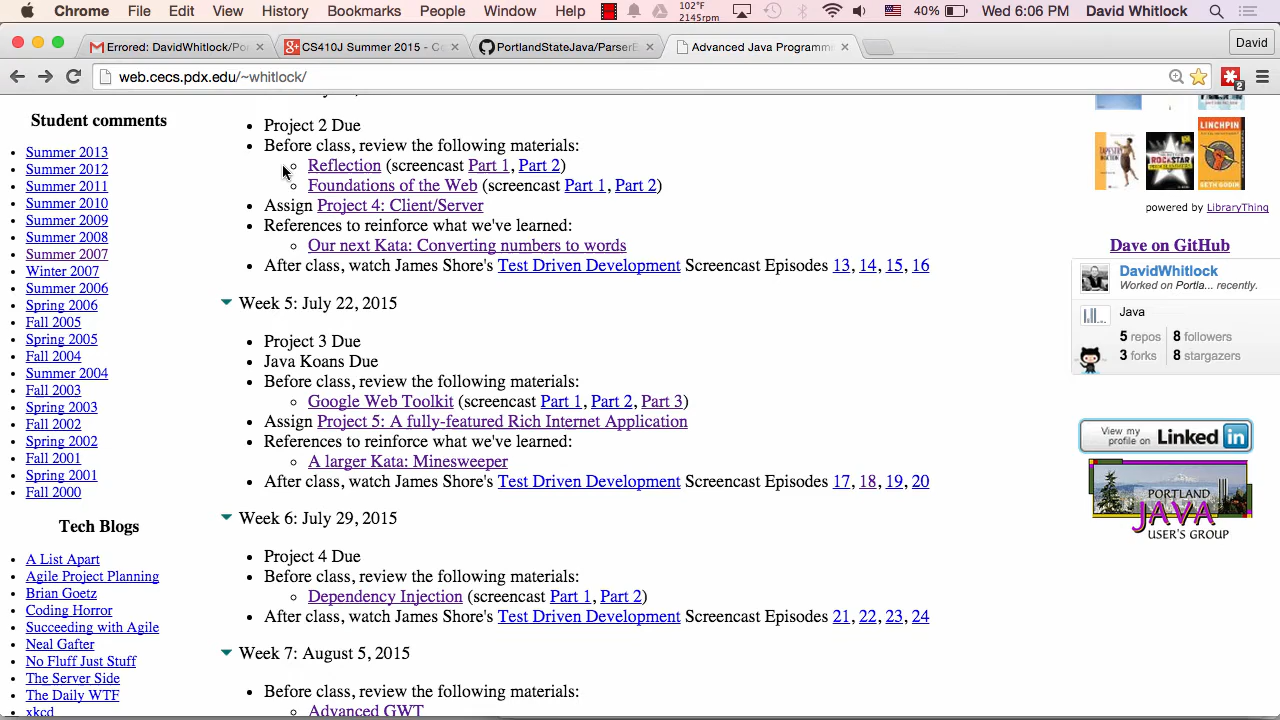 Chrome File Edit View History Bookmarks People Window Help 102°F 2145rpm 40% Wed 6:06 PM David Whitlock
Errored: DavidWhitlock/Po
CS410J Summer 2015 - Co
PortlandStateJava/ParserE
Advanced Java Programm
David
web.cecs.pdx.edu/~whitlock/
2
Student comments
Summer 2013
Summer 2012
Summer 2011
Summer 2010
Summer 2009
Summer 2008
Summer 2007
Winter 2007
Summer 2006
Spring 2006
Fall 2005
Spring 2005
Fall 2004
Summer 2004
Fall 2003
Spring 2003
Fall 2002
Spring 2002
Fall 2001
Spring 2001
Fall 2000
Tech Blogs
A List Apart
Agile Project Planning
Brian Goetz
Coding Horror
Succeeding with Agile
Neal Gafter
No Fluff Just Stuff
The Server Side
The Daily WTF
xkcd
Project 2 Due
Before class, review the following materials:
Reflection (screencast Part 1, Part 2)
Foundations of the Web (screencast Part 1, Part 2)
Assign Project 4: Client/Server
References to reinforce what we've learned:
Our next Kata: Converting numbers to words
After class, watch James Shore's Test Driven Development Screencast Episodes 13, 14, 15, 16
Week 5: July 22, 2015
Project 3 Due
Java Koans Due
Before class, review the following materials:
Google Web Toolkit (screencast Part 1, Part 2, Part 3)
Assign Project 5: A fully-featured Rich Internet Application
References to reinforce what we've learned:
A larger Kata: Minesweeper
After class, watch James Shore's Test Driven Development Screencast Episodes 17, 18, 19, 20
Week 6: July 29, 2015
Project 4 Due
Before class, review the following materials:
Dependency Injection (screencast Part 1, Part 2)
After class, watch James Shore's Test Driven Development Screencast Episodes 21, 22, 23, 24
Week 7: August 5, 2015
Before class, review the following materials:
Advanced GWT
LINCHPIN
ROCKSTAR
SETH GODIN
powered by LibraryThing
Dave on GitHub
DavidWhitlock
Worked on Portla... recently.
Java
5 repos 8 followers
3 forks 8 stargazers
View my profile on LinkedIn
PORTLAND
JAVA
USER'S GROUP